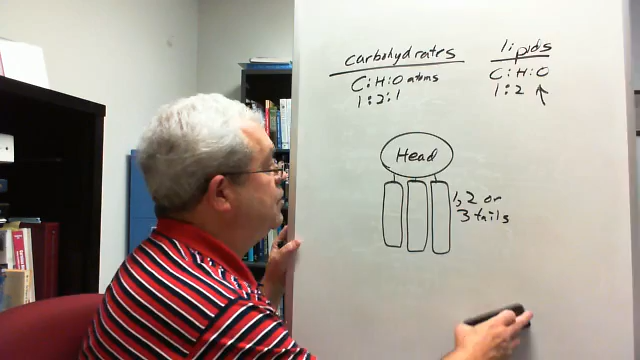 carbohydrates
C:H:O atoms
1:2:1
lipids
C:H:O
1:2 ↑
Head
1, 2 or
3 tails